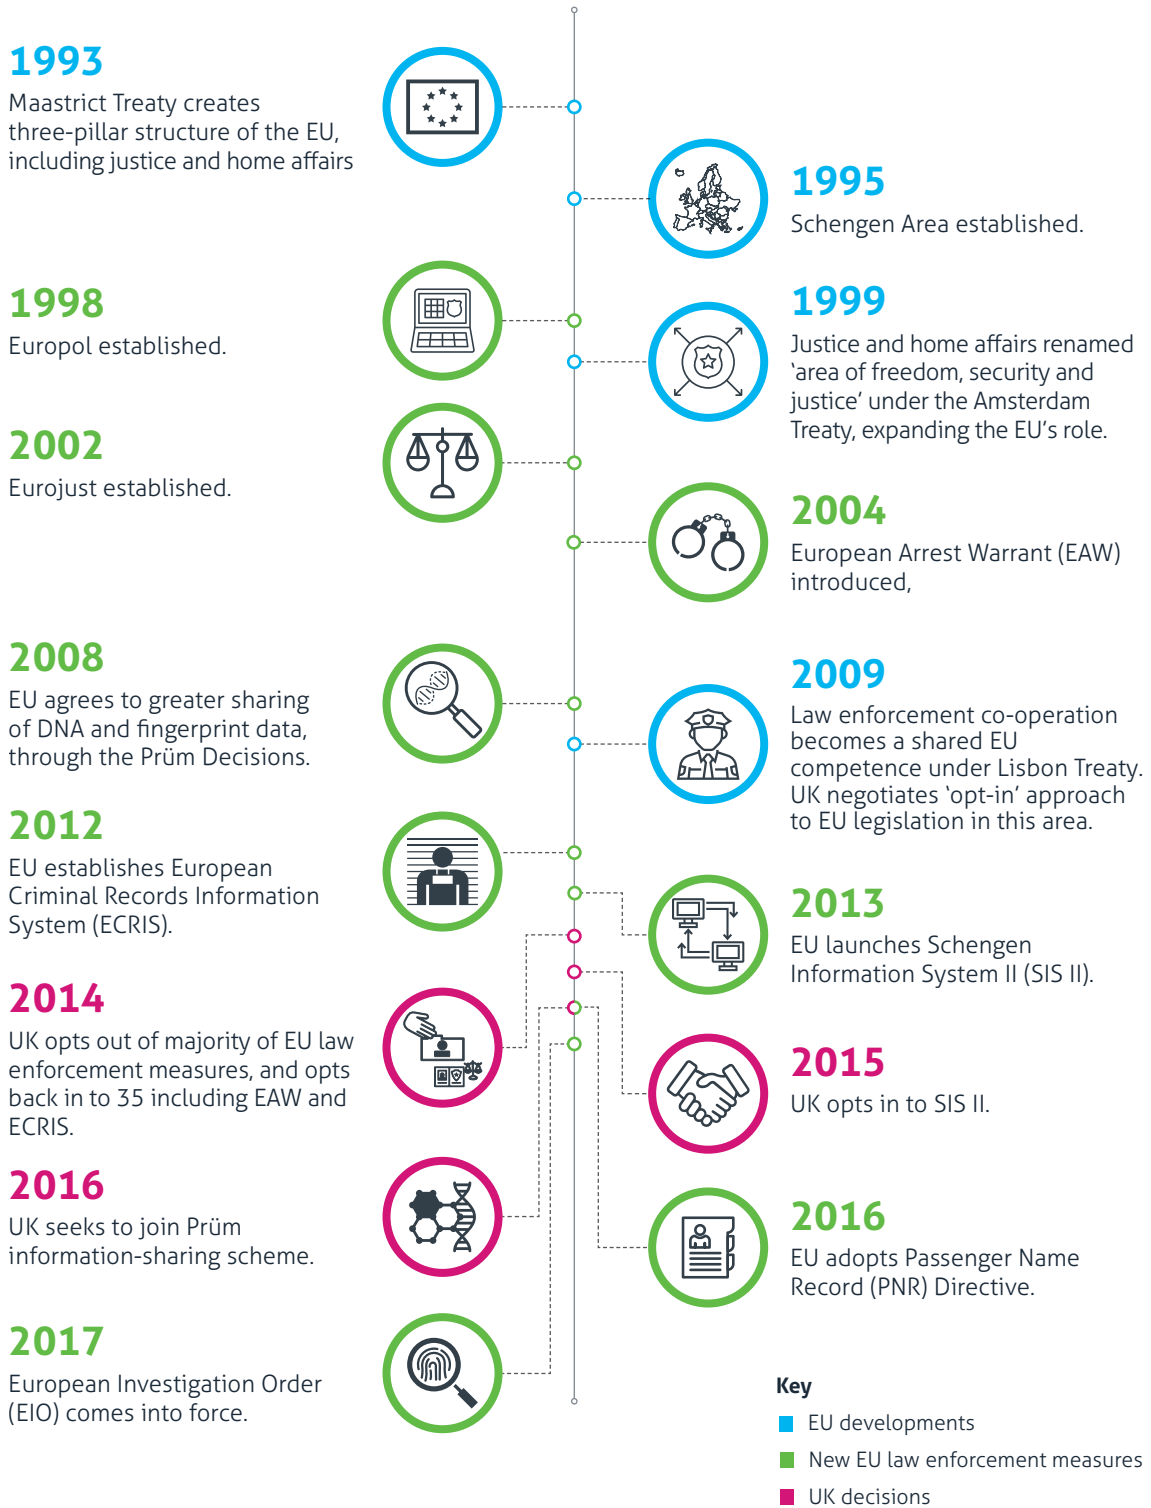 1993
Maastrict Treaty creates
three-pillar structure of the EU,
including justice and home affairs
1995
Schengen Area established.
1998
Europol established.
1999
Justice and home affairs renamed
‘area of freedom, security and
justice’ under the Amsterdam
Treaty, expanding the EU’s role.
2002
Eurojust established.
2004
European Arrest Warrant (EAW)
introduced,
2008
EU agrees to greater sharing
of DNA and fingerprint data,
through the Prüm Decisions.
2009
Law enforcement co-operation
becomes a shared EU
competence under Lisbon Treaty.
UK negotiates ‘opt-in’ approach
to EU legislation in this area.
2012
EU establishes European
Criminal Records Information
System (ECRIS).
2013
EU launches Schengen
Information System II (SIS II).
2014
UK opts out of majority of EU law
enforcement measures, and opts
back in to 35 including EAW and
ECRIS.
2015
UK opts in to SIS II.
2016
UK seeks to join Prüm
information-sharing scheme.
2016
EU adopts Passenger Name
Record (PNR) Directive.
2017
European Investigation Order
(EIO) comes into force.
Key
EU developments
New EU law enforcement measures
UK decisions